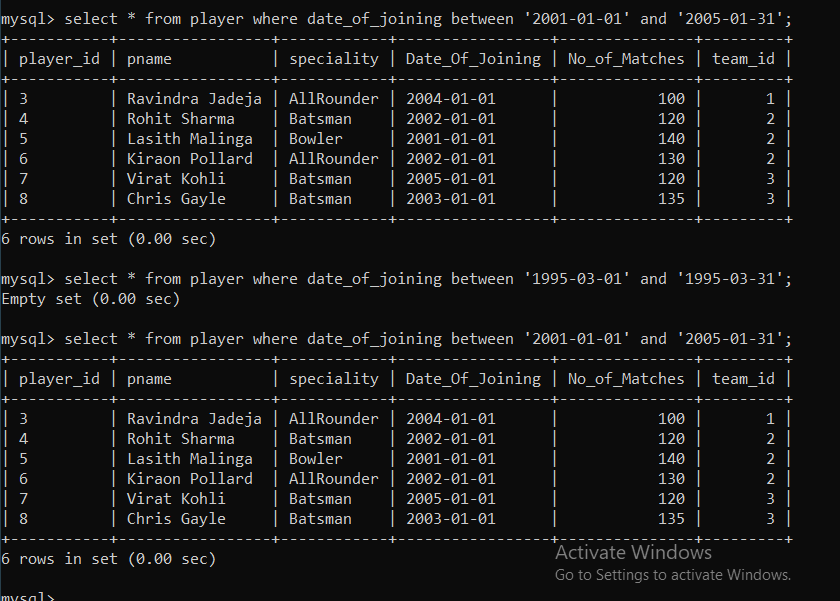 mysql> select * from player where date_of_joining between '2001-01-01' and '2005-01-31';
+-----------+-----------------+------------+-----------------+---------------+---------+
| player_id | pname           | speciality | Date_Of_Joining | No_of_Matches | team_id |
+-----------+-----------------+------------+-----------------+---------------+---------+
| 3         | Ravindra Jadeja | AllRounder | 2004-01-01      |           100 |       1 |
| 4         | Rohit Sharma    | Batsman    | 2002-01-01      |           120 |       2 |
| 5         | Lasith Malinga  | Bowler     | 2001-01-01      |           140 |       2 |
| 6         | Kiraon Pollard  | AllRounder | 2002-01-01      |           130 |       2 |
| 7         | Virat Kohli     | Batsman    | 2005-01-01      |           120 |       3 |
| 8         | Chris Gayle     | Batsman    | 2003-01-01      |           135 |       3 |
+-----------+-----------------+------------+-----------------+---------------+---------+
6 rows in set (0.00 sec)
mysql> select * from player where date_of_joining between '1995-03-01' and '1995-03-31';
Empty set (0.00 sec)
mysql> select * from player where date_of_joining between '2001-01-01' and '2005-01-31';
+-----------+-----------------+------------+-----------------+---------------+---------+
| player_id | pname           | speciality | Date_Of_Joining | No_of_Matches | team_id |
+-----------+-----------------+------------+-----------------+---------------+---------+
| 3         | Ravindra Jadeja | AllRounder | 2004-01-01      |           100 |       1 |
| 4         | Rohit Sharma    | Batsman    | 2002-01-01      |           120 |       2 |
| 5         | Lasith Malinga  | Bowler     | 2001-01-01      |           140 |       2 |
| 6         | Kiraon Pollard  | AllRounder | 2002-01-01      |           130 |       2 |
| 7         | Virat Kohli     | Batsman    | 2005-01-01      |           120 |       3 |
| 8         | Chris Gayle     | Batsman    | 2003-01-01      |           135 |       3 |
+-----------+-----------------+------------+-----------------+---------------+---------+
6 rows in set (0.00 sec)
Activate Windows
Go to Settings to activate Windows.
mysql>